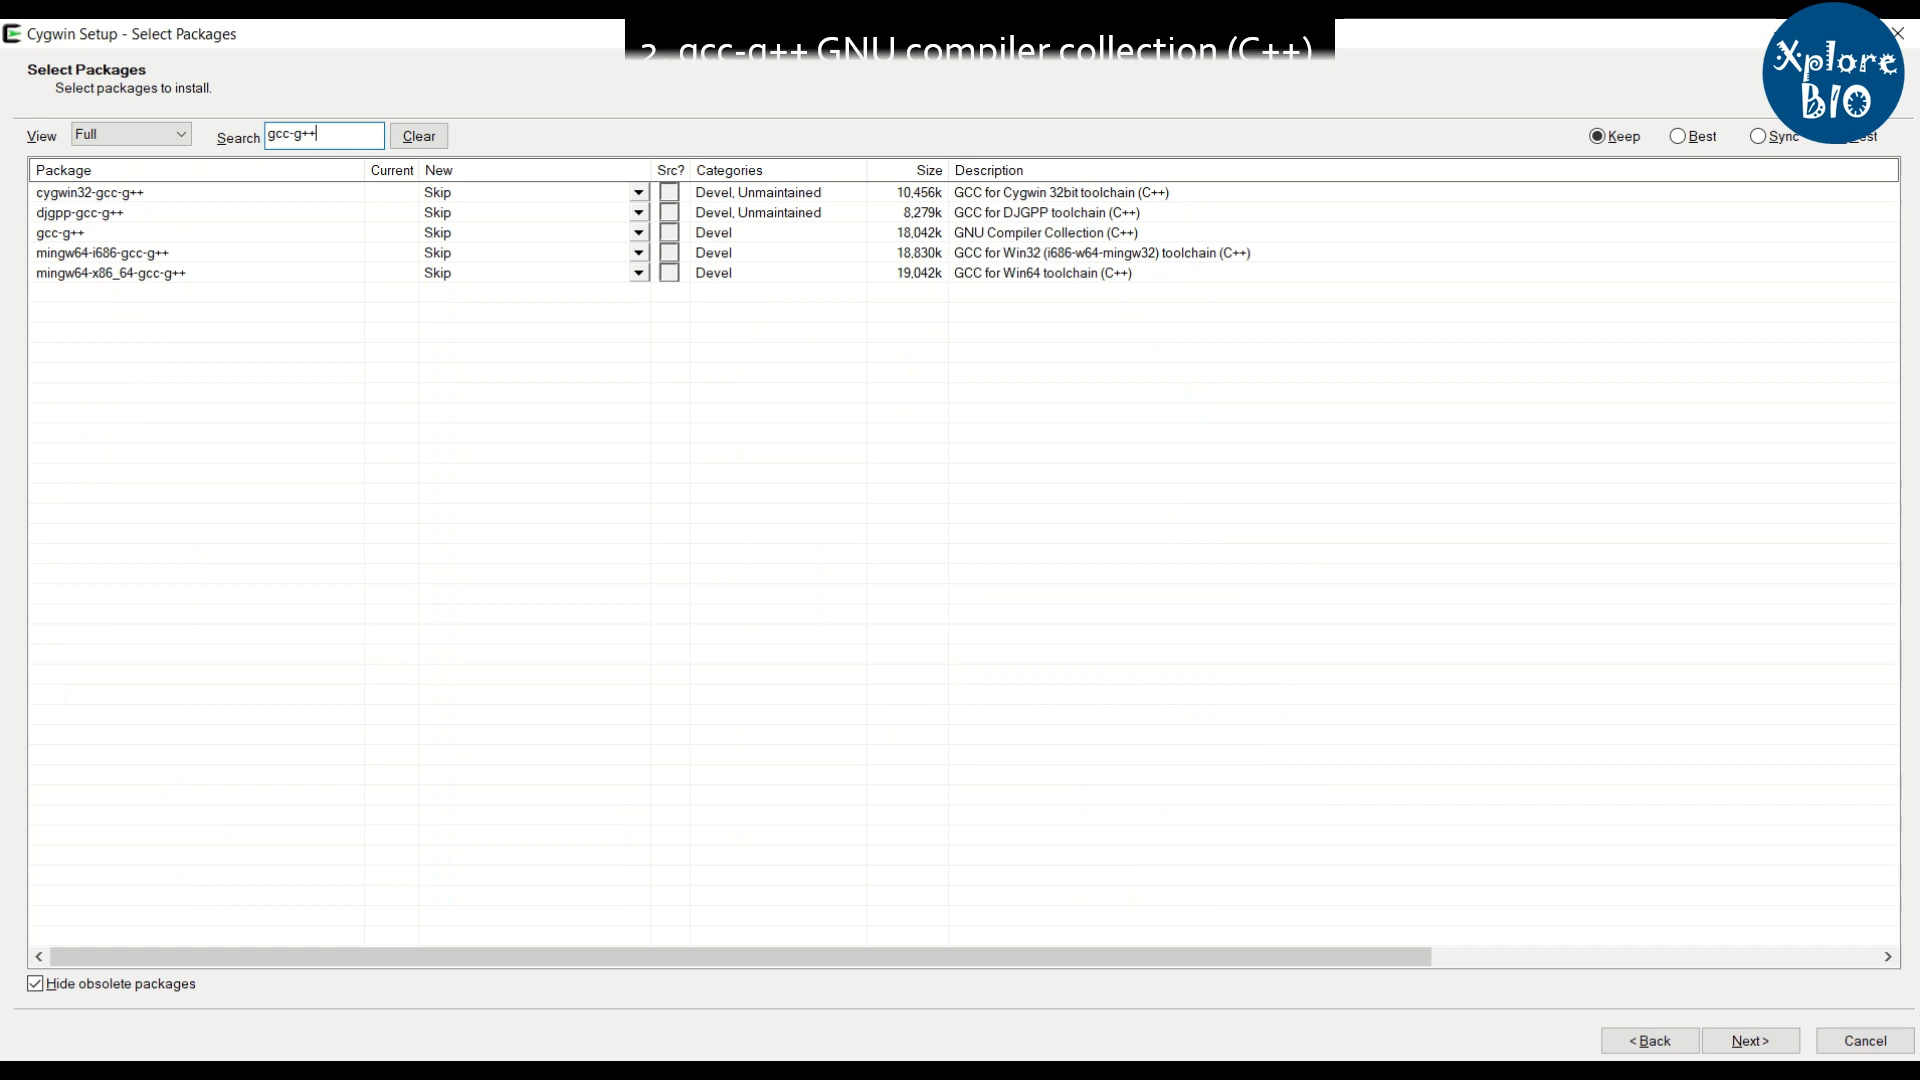 Cygwin Setup - Select Packages
2. gcc-g++ GNU compiler collection (C++)
Xplore
BIO
Select Packages
Select packages to install.
View Full Search gcc-g++ Clear Keep Best Sync
Package Current New Src? Categories Size Description
cygwin32-gcc-g++ Skip Devel, Unmaintained 10,456k GCC for Cygwin 32bit toolchain (C++)
djgpp-gcc-g++ Skip Devel, Unmaintained 8,279k GCC for DJGPP toolchain (C++)
gcc-g++ Skip Devel 18,042k GNU Compiler Collection (C++)
mingw64-i686-gcc-g++ Skip Devel 18,830k GCC for Win32 (i686-w64-mingw32) toolchain (C++)
mingw64-x86_64-gcc-g++ Skip Devel 19,042k GCC for Win64 toolchain (C++)
Hide obsolete packages
< Back Next > Cancel